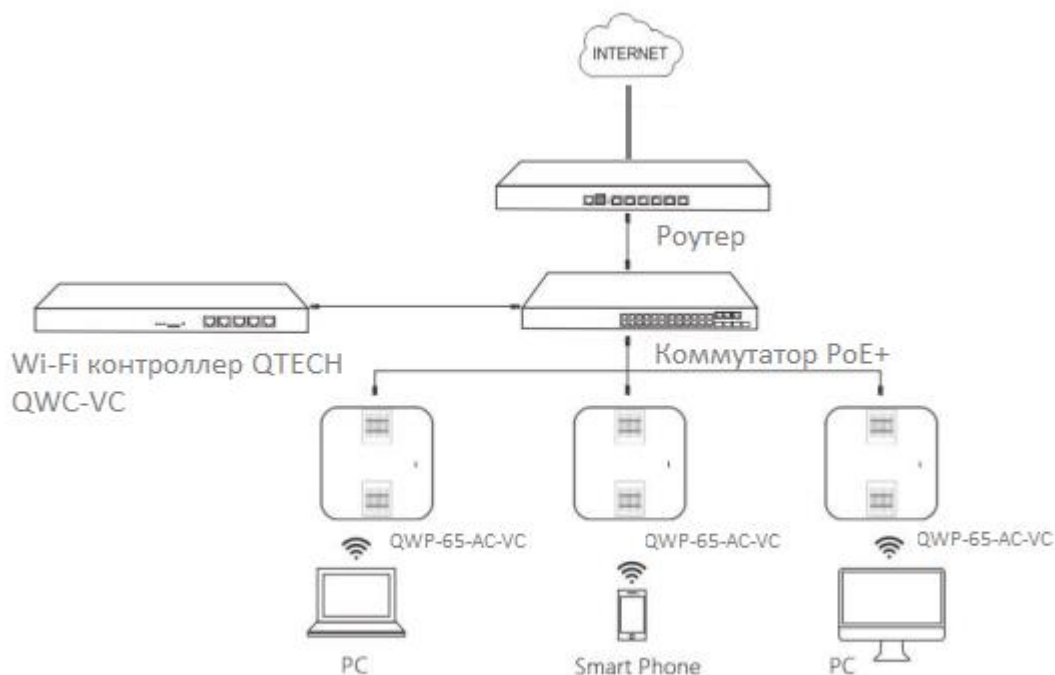 INTERNET
Роутер
Wi-Fi контроллер QTECH
QWC-VC
Коммутатор PoE+
QWP-65-AC-VC
QWP-65-AC-VC
QWP-65-AC-VC
PC
Smart Phone
PC